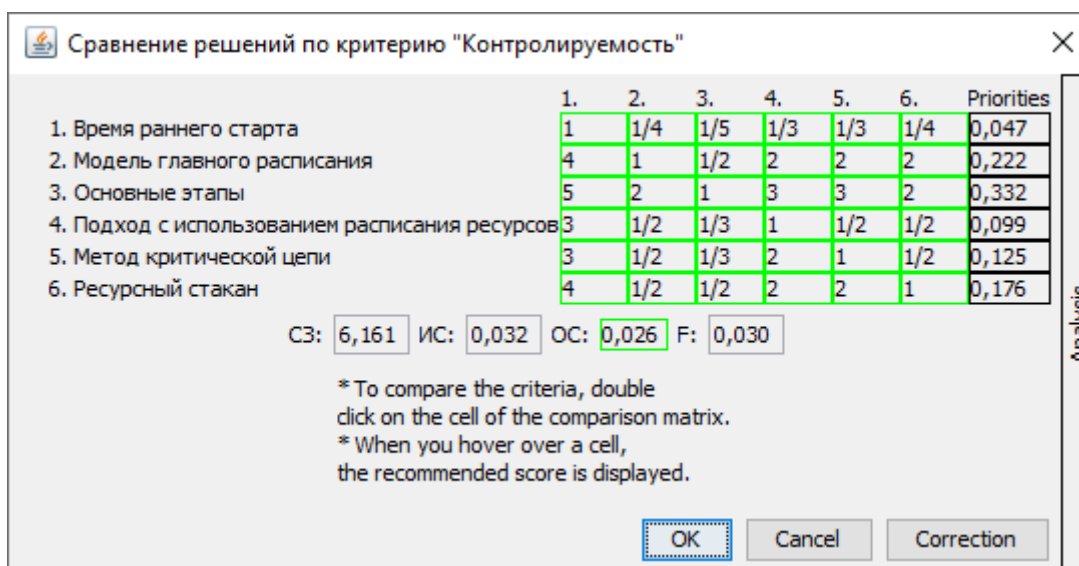 Сравнение решений по критерию "Контролируемость"
1. 2. 3. 4. 5. 6. Priorities
1. Время раннего старта 1 1/4 1/5 1/3 1/3 1/4 0,047
2. Модель главного расписания 4 1 1/2 2 2 2 0,222
3. Основные этапы 5 2 1 3 3 2 0,332
4. Подход с использованием расписания ресурсов 3 1/2 1/3 1 1/2 1/2 0,099
5. Метод критической цепи 3 1/2 1/3 2 1 1/2 0,125
6. Ресурсный стакан 4 1/2 1/2 2 2 1 0,176
СЗ: 6,161 ИС: 0,032 ОС: 0,026 F: 0,030
* To compare the criteria, double
click on the cell of the comparison matrix.
* When you hover over a cell,
the recommended score is displayed.
OK Cancel Correction
Analysis